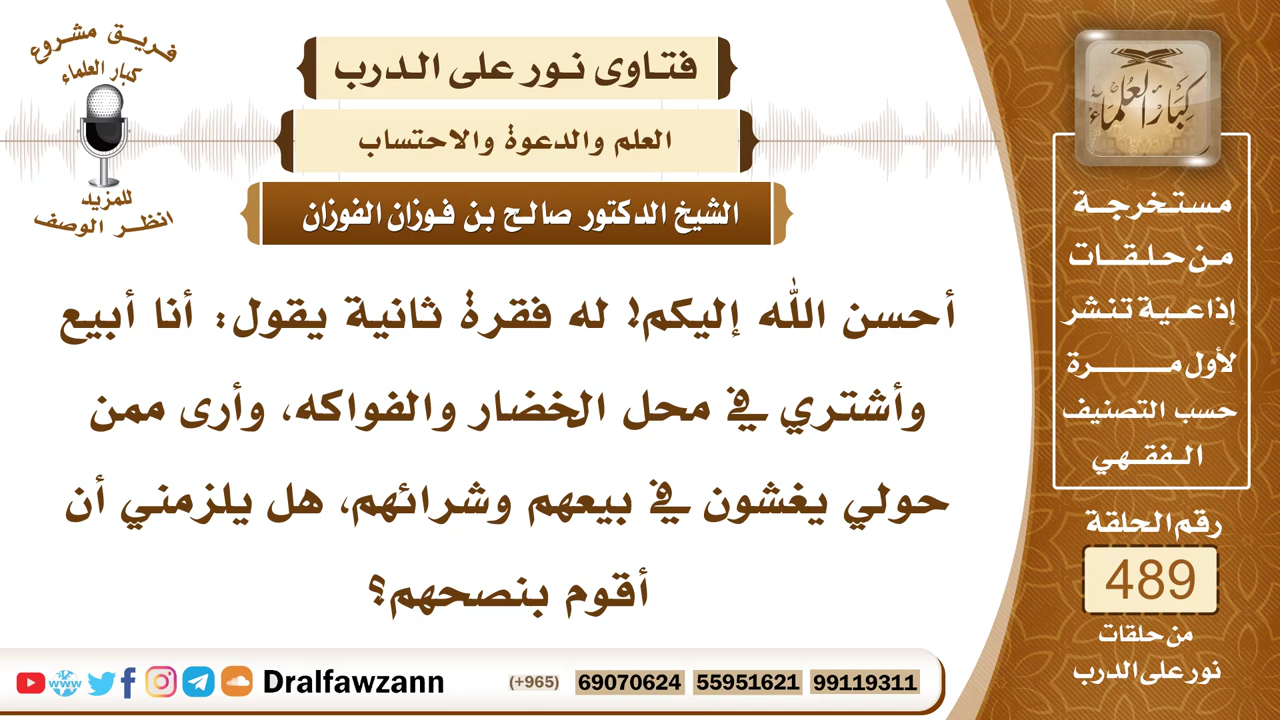 فريق مشروع
كبار العلماء
للمزيد
انظر الوصف
فتاوى نور على الدرب
العلم والدعوة والاحتساب
الشيخ الدكتور صالح بن فوزان الفوزان
أحسن الله إليكم! له فقرة ثانية يقول: أنا أبيع
وأشتري في محل الخضار والفواكه، وأرى ممن
حولي يغشون في بيعهم وشرائهم، هل يلزمني أن
أقوم بنصحهم؟
كبار العلماء
مستخرجة
من حلقات
إذاعية تنشر
لأول مرة
حسب التصنيف
الفقهي
رقم الحلقة
489
من حلقات
نور على الدرب
www
Dralfawzann (+965) 69070624 55951621 99119311